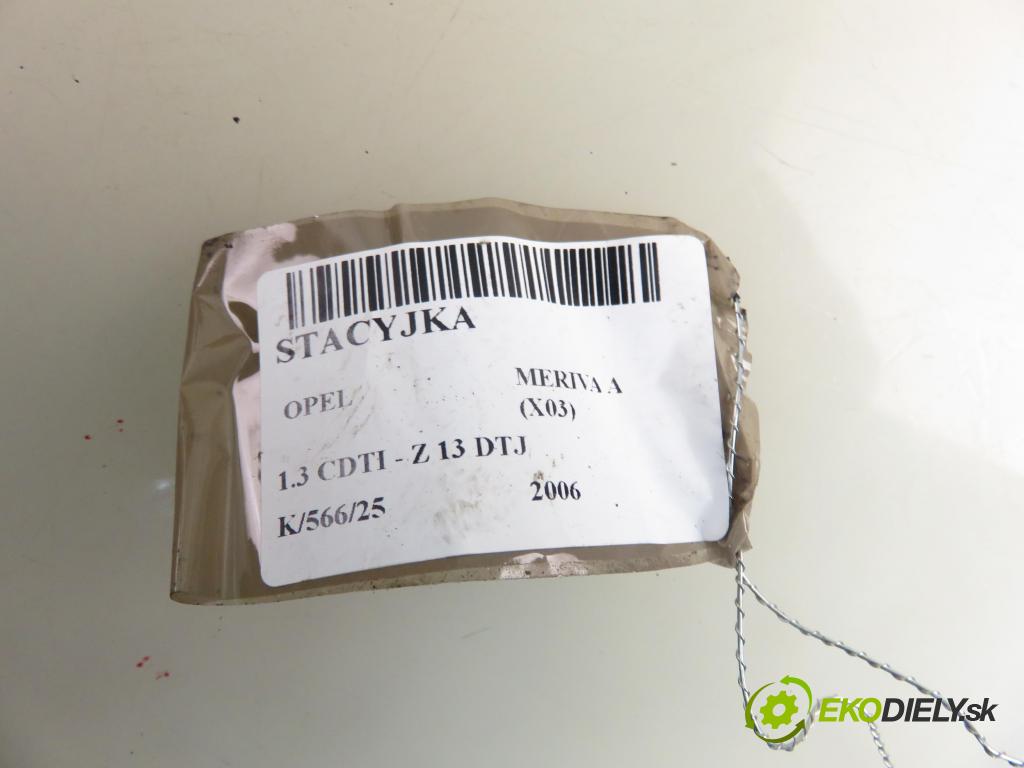 STACYJKA
OPEL
MERIVA A
(X03)
1.3 CDTI - Z 13 DTJ
K/566/25
2006
EKODIELY.sk